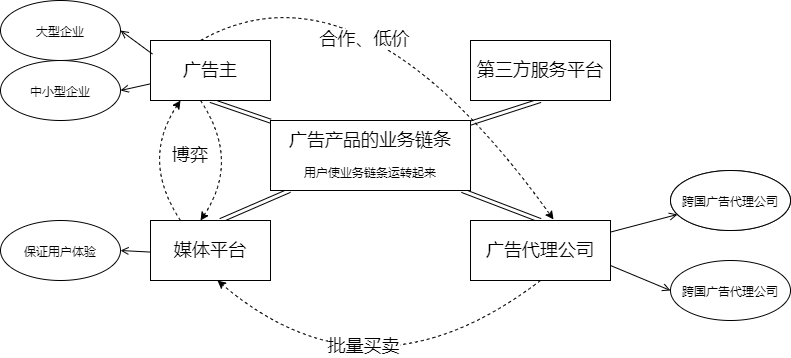 大型企业
合作、低价
广告主
第三方服务平台
中小型企业
广告产品的业务链条
博弈
用户使业务链条运转起来
跨国广告代理公司
媒体平台
广告代理公司
保证用户体验
跨国广告代理公司
批量买卖